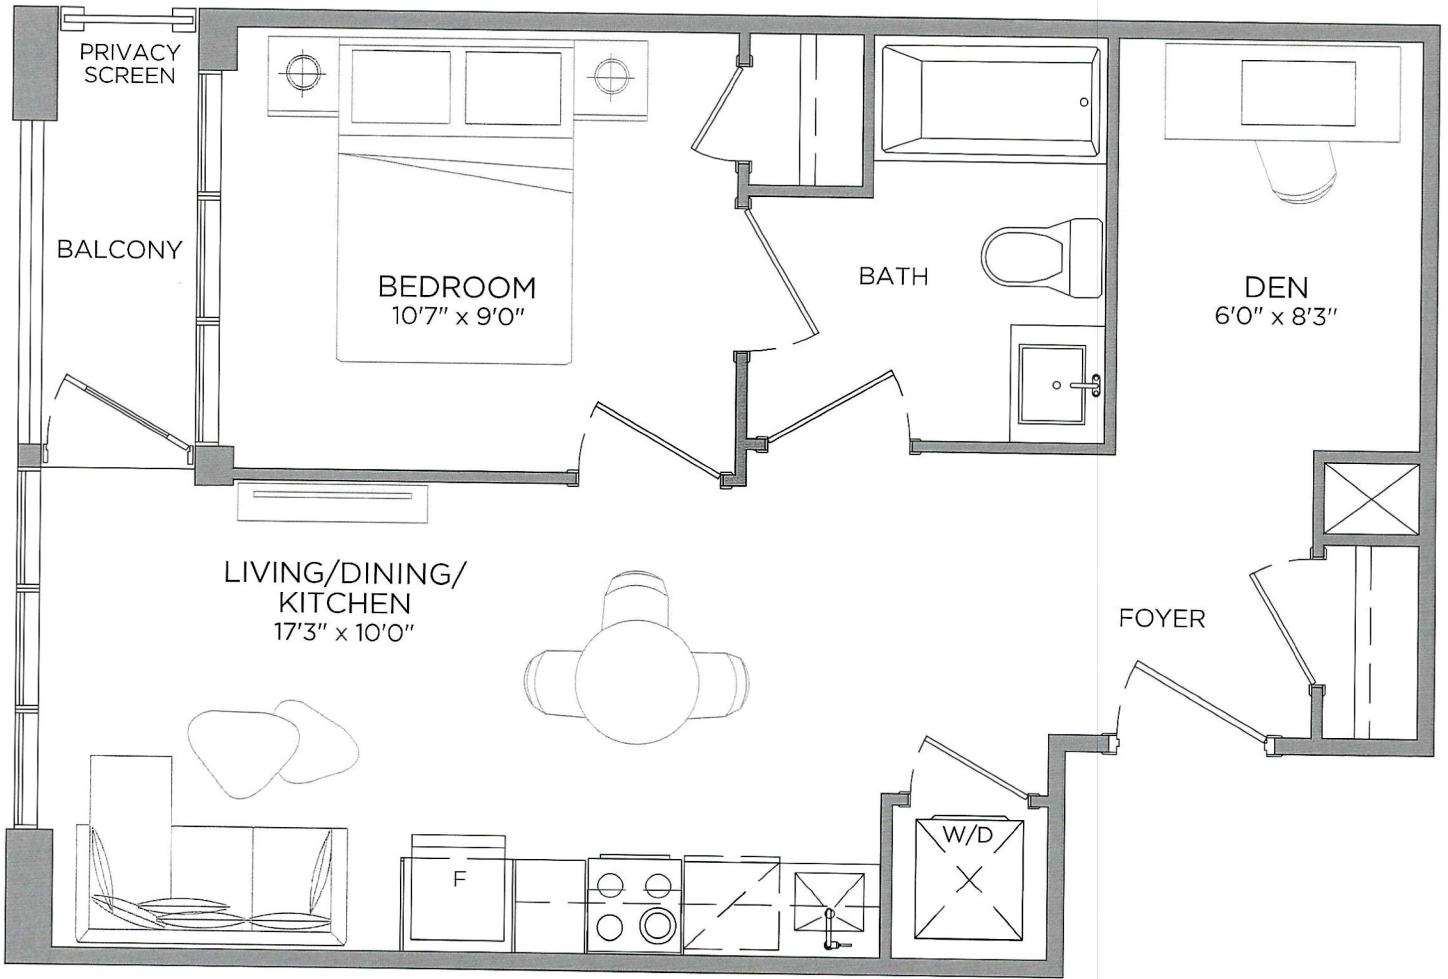 PRIVACY
SCREEN
BALCONY
BEDROOM
10'7" x 9'0"
BATH
DEN
6'0" x 8'3"
LIVING/DINING/
KITCHEN
17'3" x 10'0"
FOYER
W/D
F